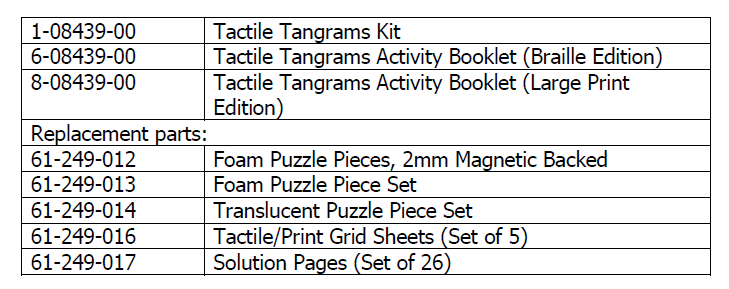 1-08439-00 Tactile Tangrams Kit
6-08439-00 Tactile Tangrams Activity Booklet (Braille Edition)
8-08439-00 Tactile Tangrams Activity Booklet (Large Print
Edition)
Replacement parts:
61-249-012 Foam Puzzle Pieces, 2mm Magnetic Backed
61-249-013 Foam Puzzle Piece Set
61-249-014 Translucent Puzzle Piece Set
61-249-016 Tactile/Print Grid Sheets (Set of 5)
61-249-017 Solution Pages (Set of 26)